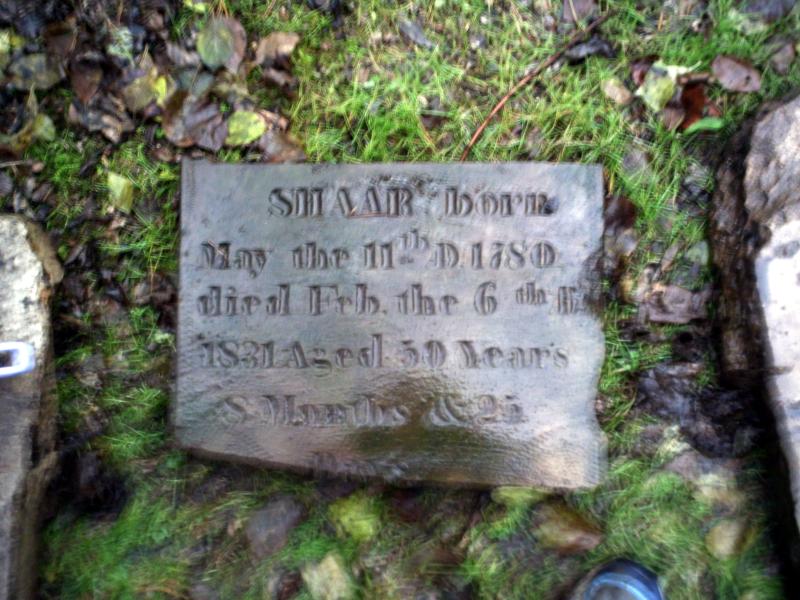 SHAAR born
May the 11th D. 1780
died Feb. the 6th D.
1831 Aged 50 Years
8 Months & 25